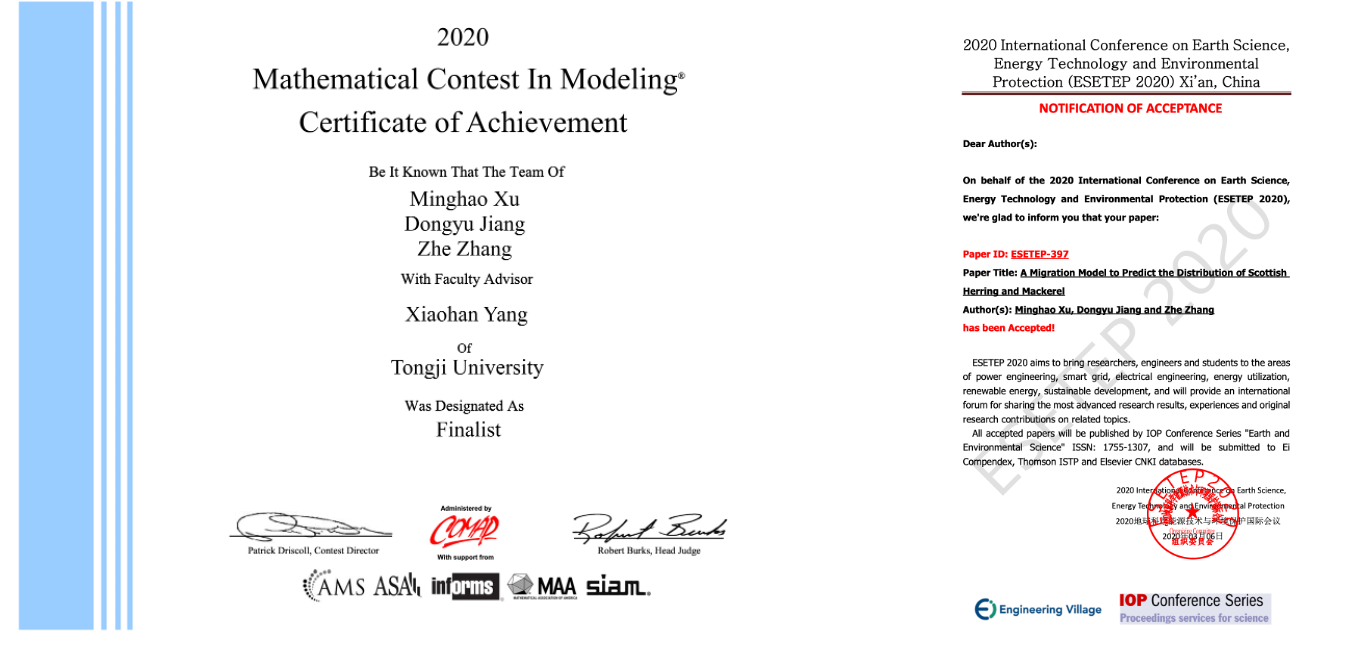 2020
Mathematical Contest In Modeling®
Certificate of Achievement
Be It Known That The Team Of
Minghao Xu
Dongyu Jiang
Zhe Zhang
With Faculty Advisor
Xiaohan Yang
Of
Tongji University
Was Designated As
Finalist
Administered by
COMAP
With support from
Patrick Driscoll, Contest Director
Robert Burks
Robert Burks, Head Judge
AMS ASA informs MAA siam.
MATHEMATICAL ASSOCIATION OF AMERICA
2020 International Conference on Earth Science,
Energy Technology and Environmental
Protection (ESETEP 2020) Xi'an, China
NOTIFICATION OF ACCEPTANCE
Dear Author(s):
On behalf of the 2020 International Conference on Earth Science,
Energy Technology and Environmental Protection (ESETEP 2020),
we're glad to inform you that your paper:
Paper ID: ESETEP-397
Paper Title: A Migration Model to Predict the Distribution of Scottish
Herring and Mackerel
Author(s): Minghao Xu, Dongyu Jiang and Zhe Zhang
has been Accepted!
ESETEP 2020 aims to bring researchers, engineers and students to the areas
of power engineering, smart grid, electrical engineering, energy utilization,
renewable energy, sustainable development, and will provide an international
forum for sharing the most advanced research results, experiences and original
research contributions on related topics.
All accepted papers will be published by IOP Conference Series "Earth and
Environmental Science" ISSN: 1755-1307, and will be submitted to Ei
Compendex, Thomson ISTP and Elsevier CNKI databases.
2020 International Conference on Earth Science,
Energy Technology and Environmental Protection
2020地球科学能源技术与环境保护国际会议
2020年03月06日
ESETEP 2020
组织委员会
ESETEP 2020
Engineering Village
IOP Conference Series
Proceedings services for science